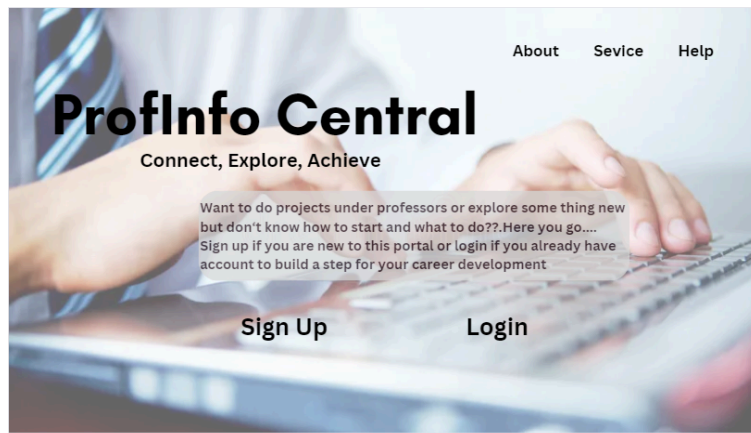 About Sevice Help
ProfInfo Central
Connect, Explore, Achieve
Want to do projects under professors or explore some thing new
but don't know how to start and what to do??.Here you go....
Sign up if you are new to this portal or login if you already have
account to build a step for your career development
Sign Up Login